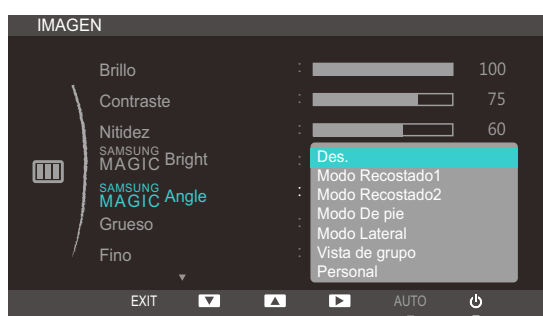 IMAGEN
Brillo : 100
Contraste : 75
Nitidez : 60
SAMSUNG MAGIC Bright :
SAMSUNG MAGIC Angle :
Grueso :
Fino :
Des.
Modo Recostado1
Modo Recostado2
Modo De pie
Modo Lateral
Vista de grupo
Personal
EXIT AUTO